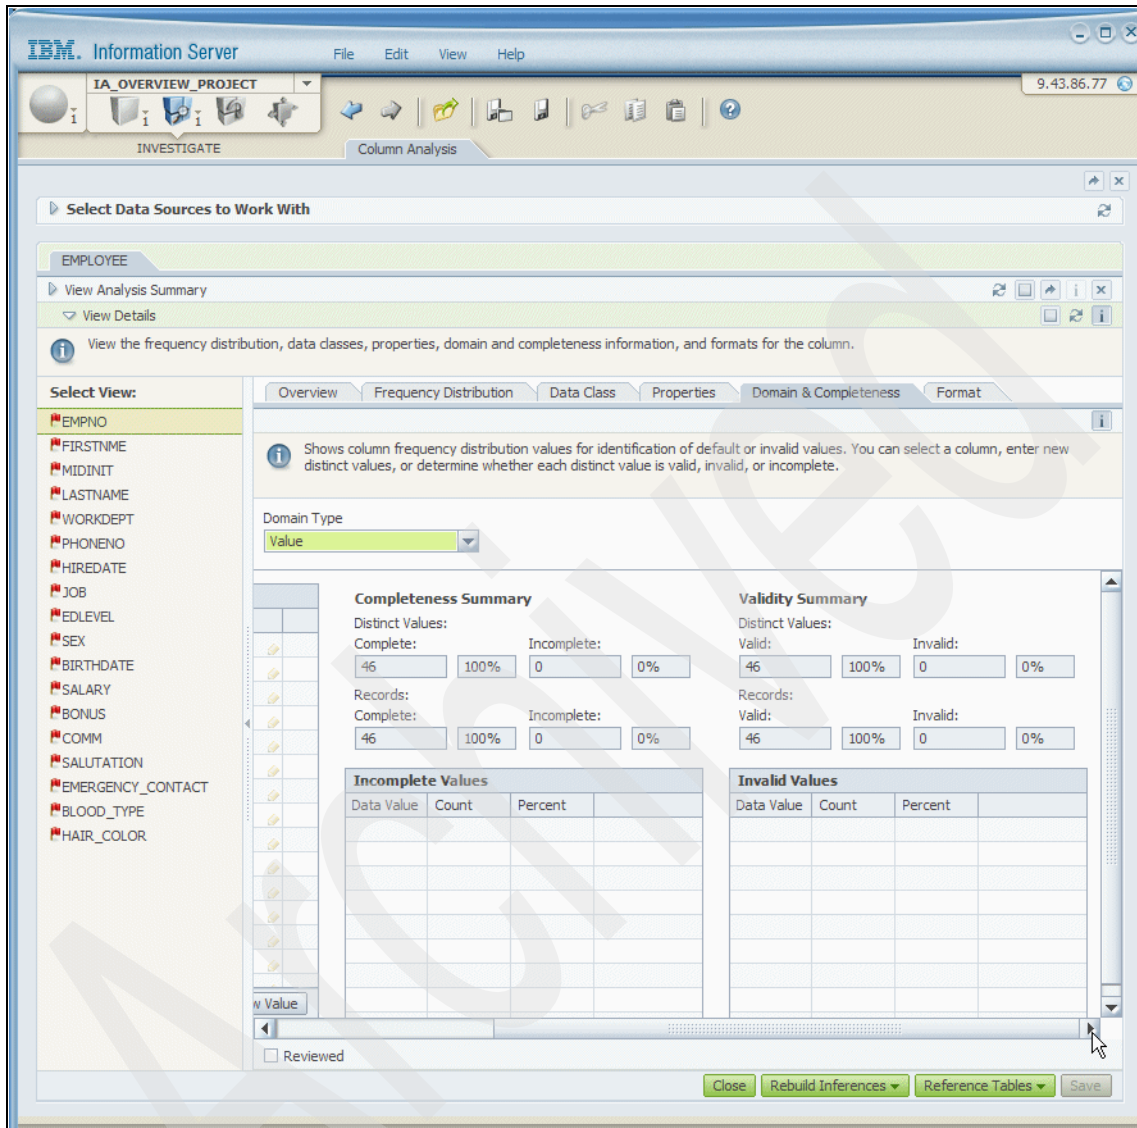 IBM. Information Server
File Edit View Help
IA_OVERVIEW_PROJECT
9.43.86.77
INVESTIGATE
Column Analysis
Select Data Sources to Work With
EMPLOYEE
View Analysis Summary
View Details
View the frequency distribution, data classes, properties, domain and completeness information, and formats for the column.
Select View:
EMPNO
FIRSTNME
MIDINIT
LASTNAME
WORKDEPT
PHONENO
HIREDATE
JOB
EDLEVEL
SEX
BIRTHDATE
SALARY
BONUS
COMM
SALUTATION
EMERGENCY_CONTACT
BLOOD_TYPE
HAIR_COLOR
Overview Frequency Distribution Data Class Properties Domain & Completeness Format
Shows column frequency distribution values for identification of default or invalid values. You can select a column, enter new
distinct values, or determine whether each distinct value is valid, invalid, or incomplete.
Domain Type
Value
Completeness Summary
Distinct Values:
Complete: Incomplete:
46 100% 0 0%
Records:
Complete: Incomplete:
46 100% 0 0%
Incomplete Values
Data Value Count Percent
Validity Summary
Distinct Values:
Valid: Invalid:
46 100% 0 0%
Records:
Valid: Invalid:
46 100% 0 0%
Invalid Values
Data Value Count Percent
w Value
Reviewed
Close Rebuild Inferences Reference Tables Save
Archived